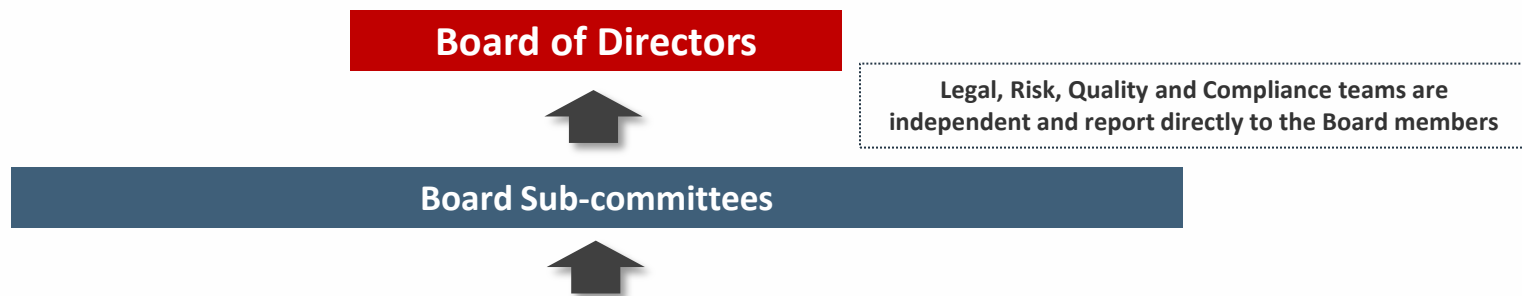 Board of Directors
Legal, Risk, Quality and Compliance teams are
independent and report directly to the Board members
Board Sub-committees